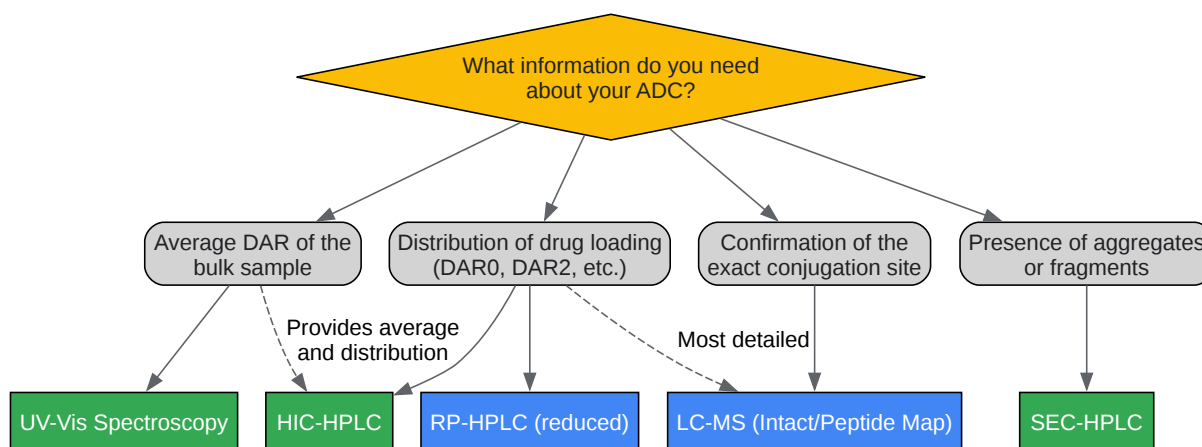 What information do you need
about your ADC?
Average DAR of the
bulk sample
Distribution of drug loading
(DAR0, DAR2, etc.)
Confirmation of the
exact conjugation site
Presence of aggregates
or fragments
Provides average
and distribution
Most detailed
UV-Vis Spectroscopy
HIC-HPLC
RP-HPLC (reduced)
LC-MS (Intact/Peptide Map)
SEC-HPLC